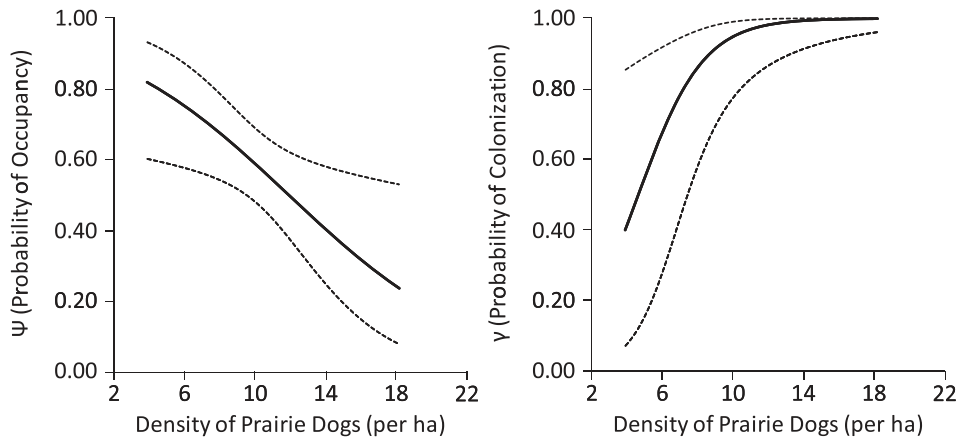 Ψ (Probability of Occupancy)
1.00
0.80
0.60
0.40
0.20
0.00
2 6 10 14 18 22
Density of Prairie Dogs (per ha)
γ (Probability of Colonization)
1.00
0.80
0.60
0.40
0.20
0.00
2 6 10 14 18 22
Density of Prairie Dogs (per ha)